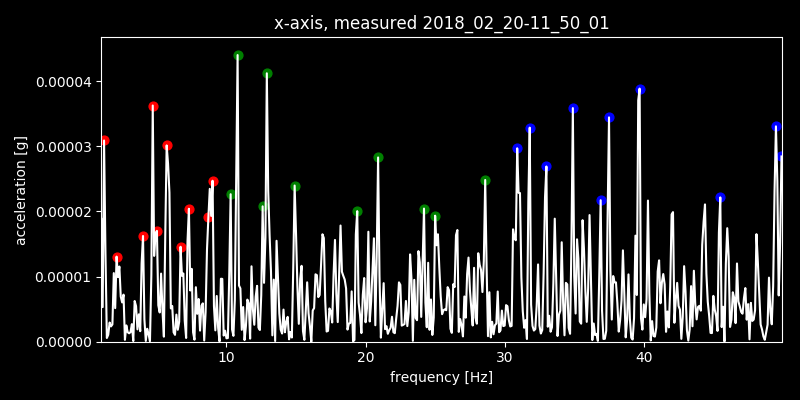 x-axis, measured 2018_02_20-11_50_01
acceleration [g]
0.00004
0.00003
0.00002
0.00001
0.00000
10 20 30 40
frequency [Hz]